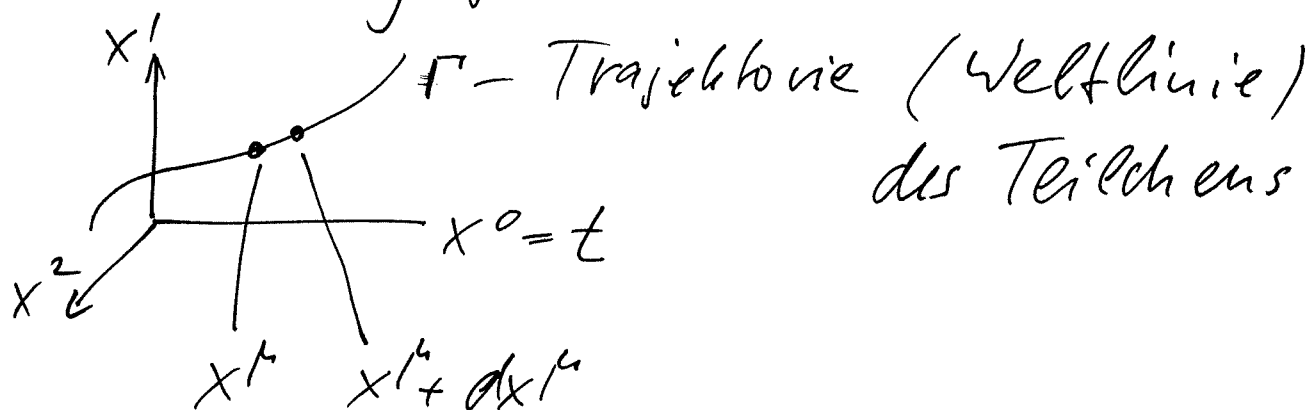 x¹
Γ – Trajektorie (Weltlinie)
des Teilchens
x⁰ = t
x²
x^μ x^μ + dx^μ